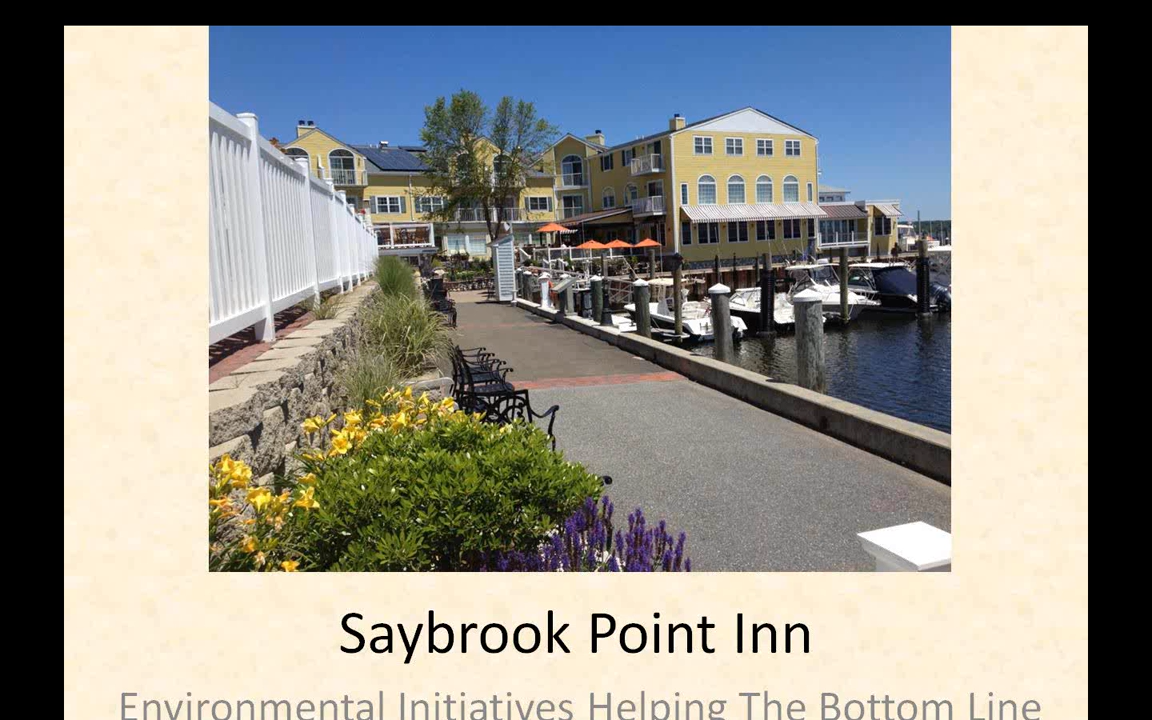 Saybrook Point Inn
Environmental Initiatives Helping The Bottom Line